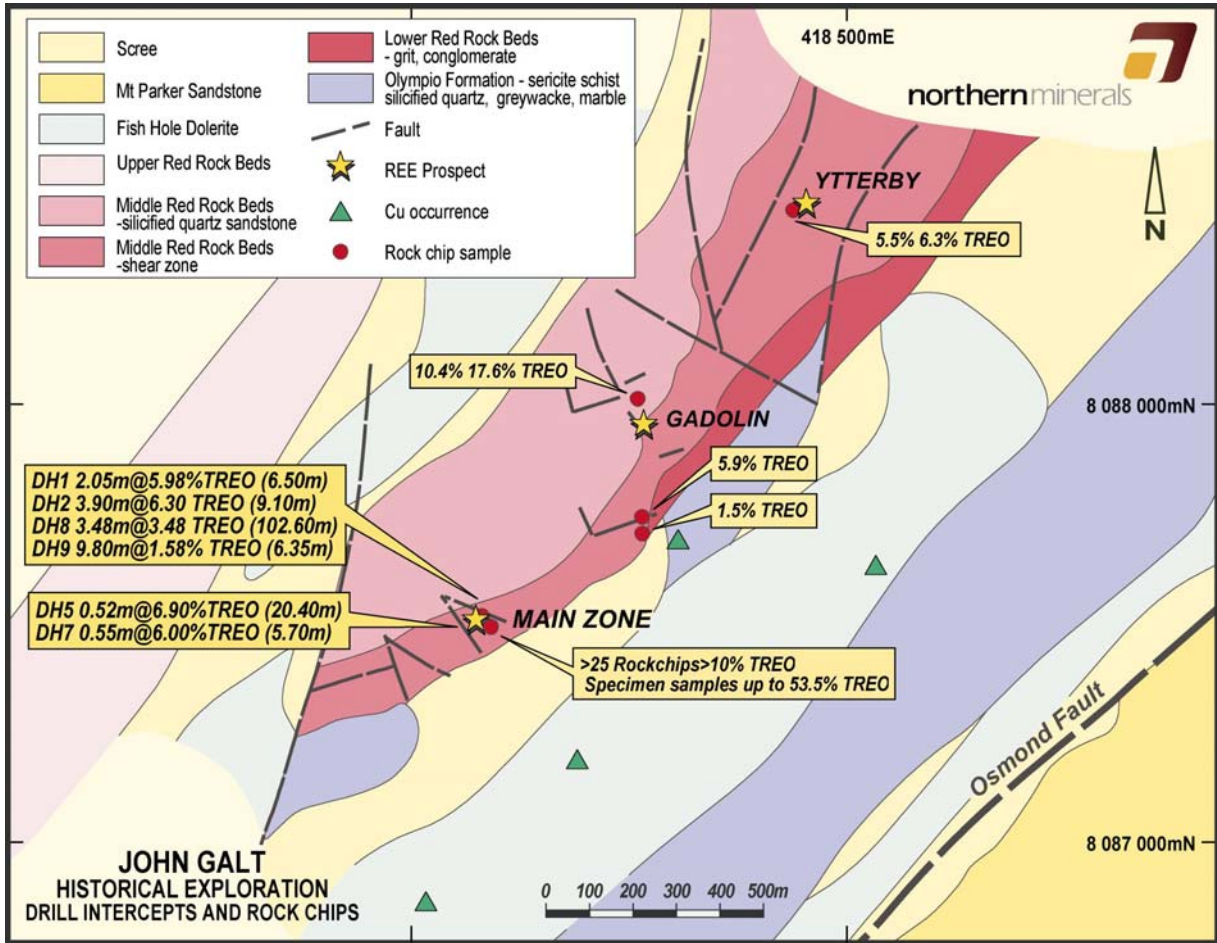 Scree
Mt Parker Sandstone
Fish Hole Dolerite
Upper Red Rock Beds
Middle Red Rock Beds
-silicified quartz sandstone
Middle Red Rock Beds
-shear zone
Lower Red Rock Beds
- grit, conglomerate
Olympio Formation - sericite schist
silicified quartz, greywacke, marble
Fault
REE Prospect
Cu occurrence
Rock chip sample
418 500mE
northernminerals
N
YTTERBY
5.5% 6.3% TREO
10.4% 17.6% TREO
8 088 000mN
GADOLIN
5.9% TREO
1.5% TREO
DH1 2.05m@5.98%TREO (6.50m)
DH2 3.90m@6.30 TREO (9.10m)
DH8 3.48m@3.48 TREO (102.60m)
DH9 9.80m@1.58% TREO (6.35m)
DH5 0.52m@6.90%TREO (20.40m)
DH7 0.55m@6.00%TREO (5.70m)
MAIN ZONE
>25 Rockchips>10% TREO
Specimen samples up to 53.5% TREO
Osmond Fault
8 087 000mN
JOHN GALT
HISTORICAL EXPLORATION
DRILL INTERCEPTS AND ROCK CHIPS
0 100 200 300 400 500m